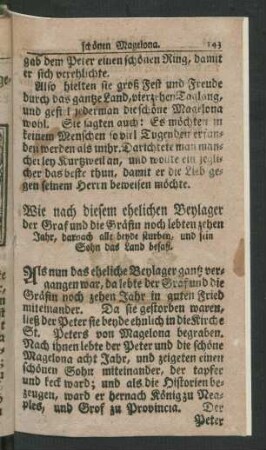 schönen Magelona. 143
gab dem Peter einen schönen Ring, damit
er sich verehlichte.
Also hielten sie groß Fest und Freude
durch das gantze Land, vierzehen Taglang,
und gefiel jederman die schöne Magelona
wohl. Sie sagten auch: Es möchten in
keinem Menschen so viel Tugenden erfun-
den werden als in ihr. Da richtete man man-
cherley Kurtzweil an, und wolte ein jegli-
cher das beste thun, damit er die Lieb ge-
gen seinem Herrn beweisen möchte.
Wie nach diesem ehelichen Beylager
der Graf und die Gräfin noch lebten zehen
Jahr, darnach alle beyde sturben, und sein
Sohn das Land besaß.
Als nun das eheliche Beylager gantz ver-
gangen war, da lebte der Graf und die
Gräfin noch zehen Jahr in guten Fried
miteinander. Da sie gestorben waren,
ließ der Peter sie beyde ehrlich in die Kirche
St. Peters von Magelona begraben.
Nach ihnen lebte der Peter und die schöne
Magelona acht Jahr, und zeigeten einen
schönen Sohn miteinander, der tapfer
und keck ward; und als die Historien be-
zeugen, ward er hernach König zu Nea-
ples, und Grof zu Provincia. Der
Peter